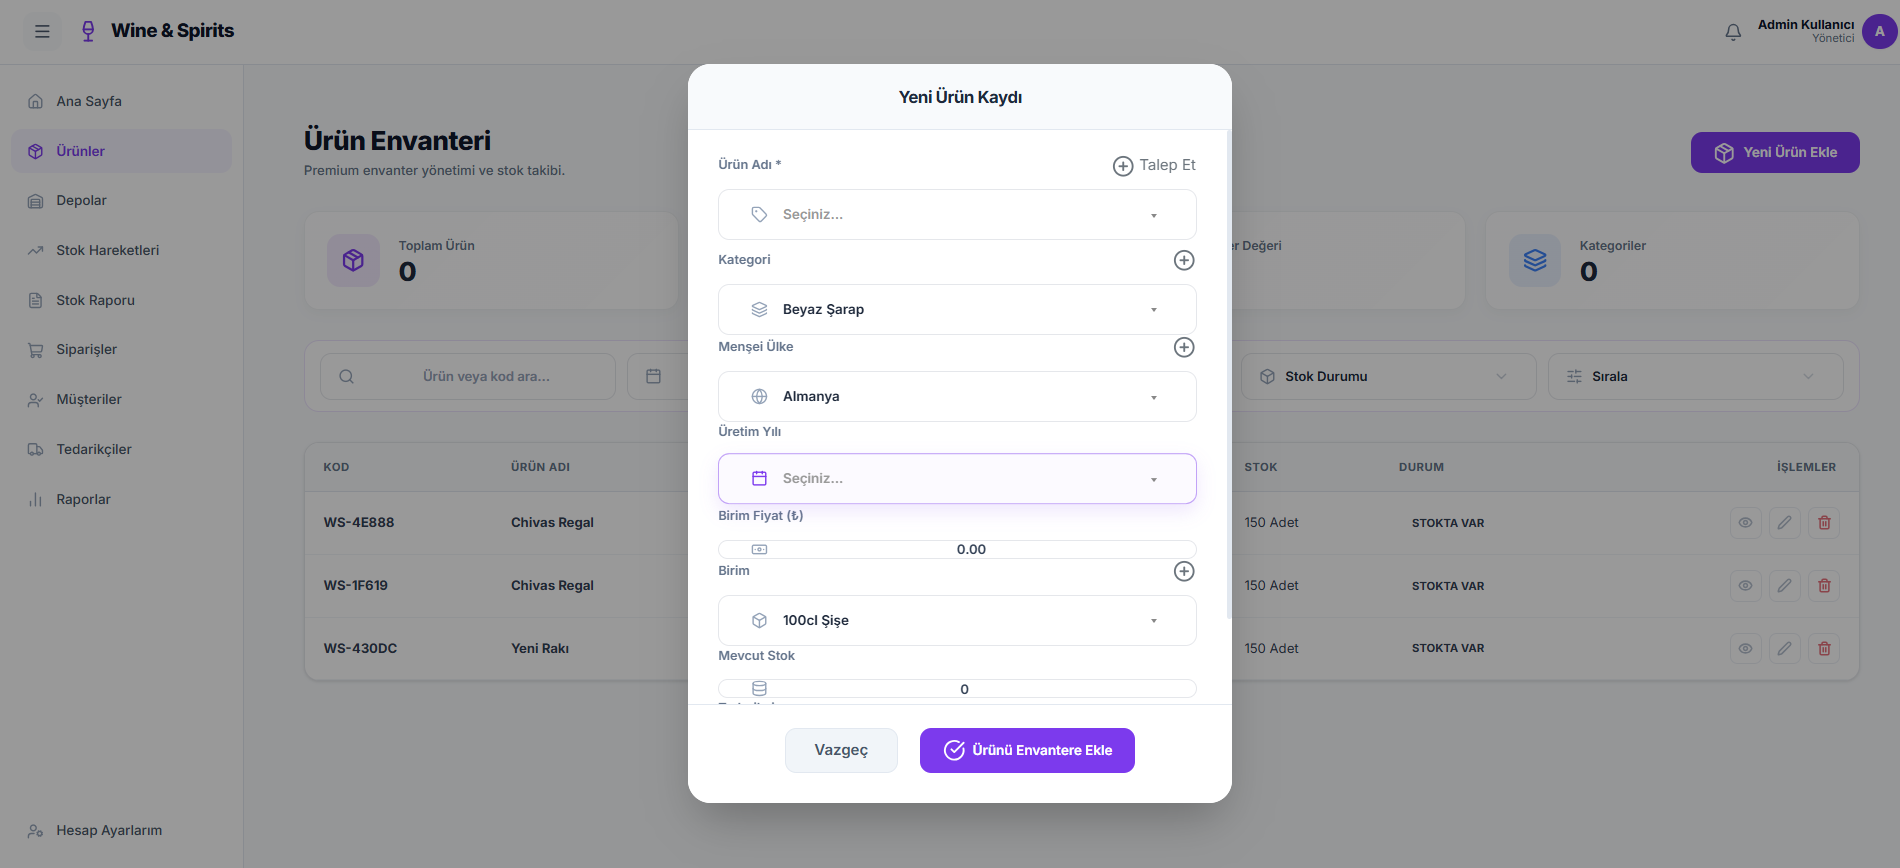 Wine & Spirits
Admin Kullanıcı
Yönetici
A
Ana Sayfa
Ürünler
Depolar
Stok Hareketleri
Stok Raporu
Siparişler
Müşteriler
Tedarikçiler
Raporlar
Hesap Ayarlarım
Ürün Envanteri
Premium envanter yönetimi ve stok takibi.
Yeni Ürün Ekle
Toplam Ürün
0
Değeri
Kategoriler
0
Ürün veya kod ara...
Stok Durumu
Sırala
KOD ÜRÜN ADI STOK DURUM İŞLEMLER
WS-4E888 Chivas Regal 150 Adet STOKTA VAR
WS-1F619 Chivas Regal 150 Adet STOKTA VAR
WS-430DC Yeni Rakı 150 Adet STOKTA VAR
Yeni Ürün Kaydı
Ürün Adı *
Talep Et
Seçiniz...
Kategori
Beyaz Şarap
Menşei Ülke
Almanya
Üretim Yılı
Seçiniz...
Birim Fiyat (₺)
0.00
Birim
100cl Şişe
Mevcut Stok
0
Vazgeç
Ürünü Envantere Ekle